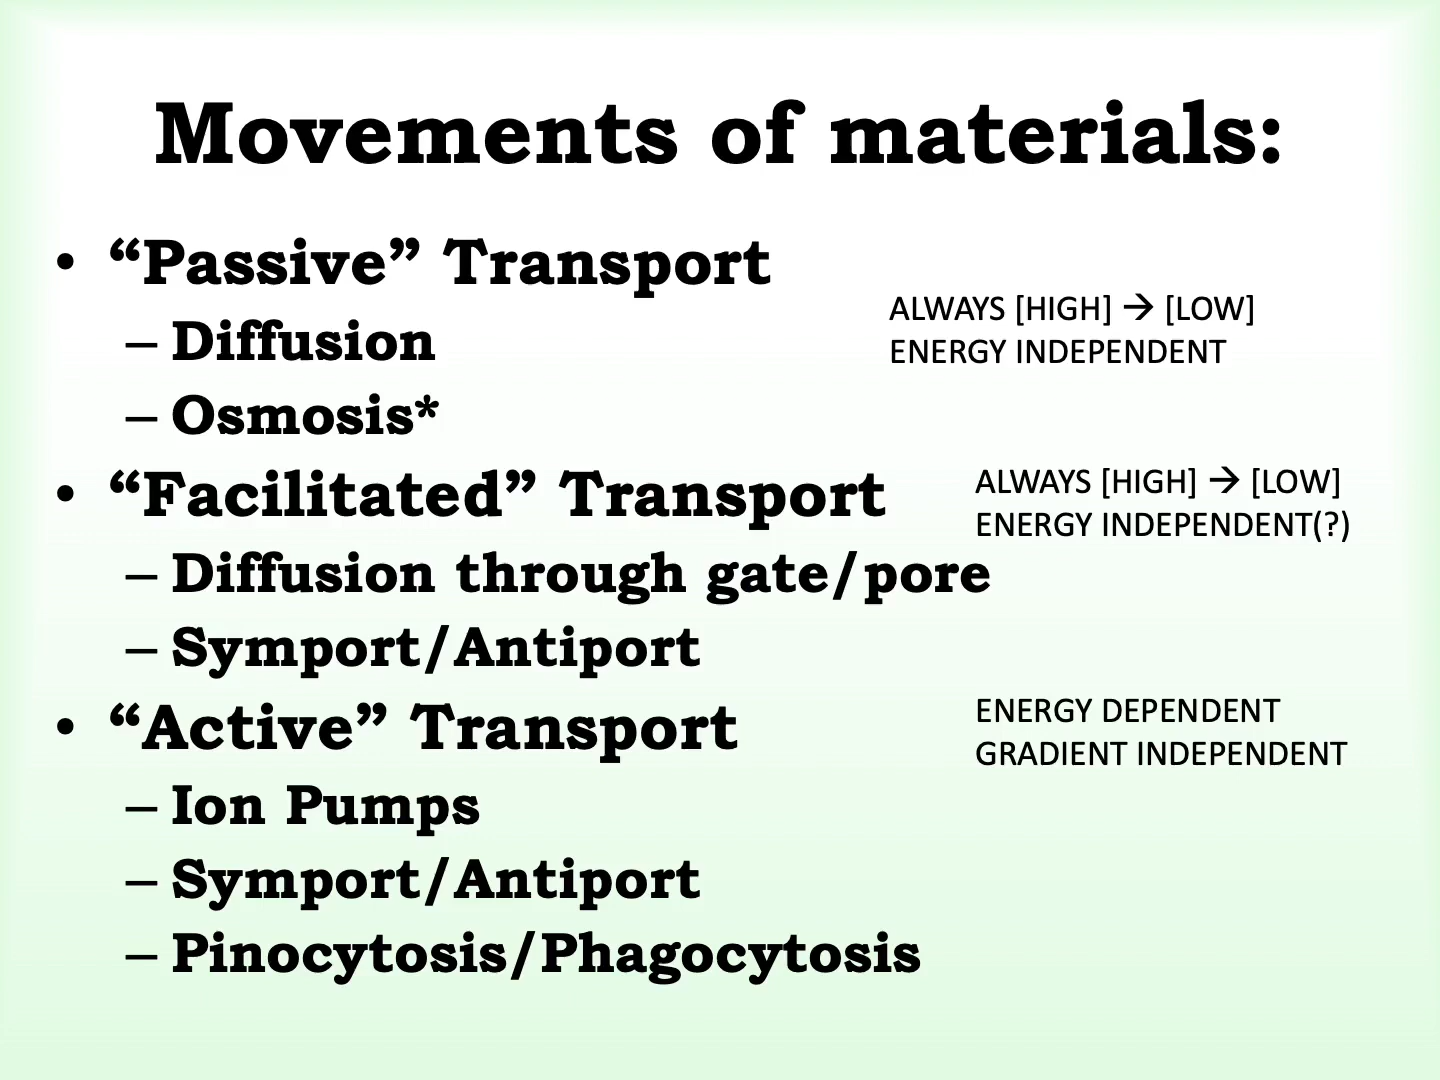 Movements of materials:
• “Passive” Transport
ALWAYS [HIGH] → [LOW]
ENERGY INDEPENDENT
– Diffusion
– Osmosis*
• “Facilitated” Transport
ALWAYS [HIGH] → [LOW]
ENERGY INDEPENDENT(?)
– Diffusion through gate/pore
– Symport/Antiport
• “Active” Transport
ENERGY DEPENDENT
GRADIENT INDEPENDENT
– Ion Pumps
– Symport/Antiport
– Pinocytosis/Phagocytosis